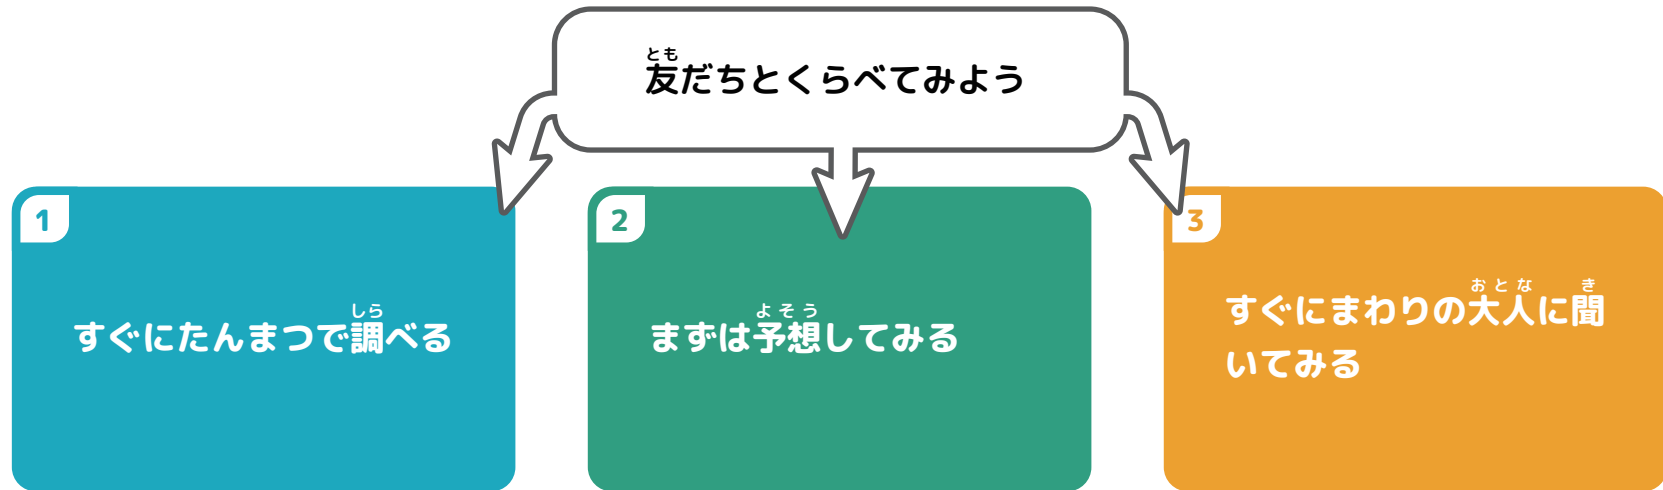 とも
友だちとくらべてみよう
1
しら
すぐにたんまつで調べる
2
よそう
まずは予想してみる
3
おとな き
すぐにまわりの大人に聞
いてみる